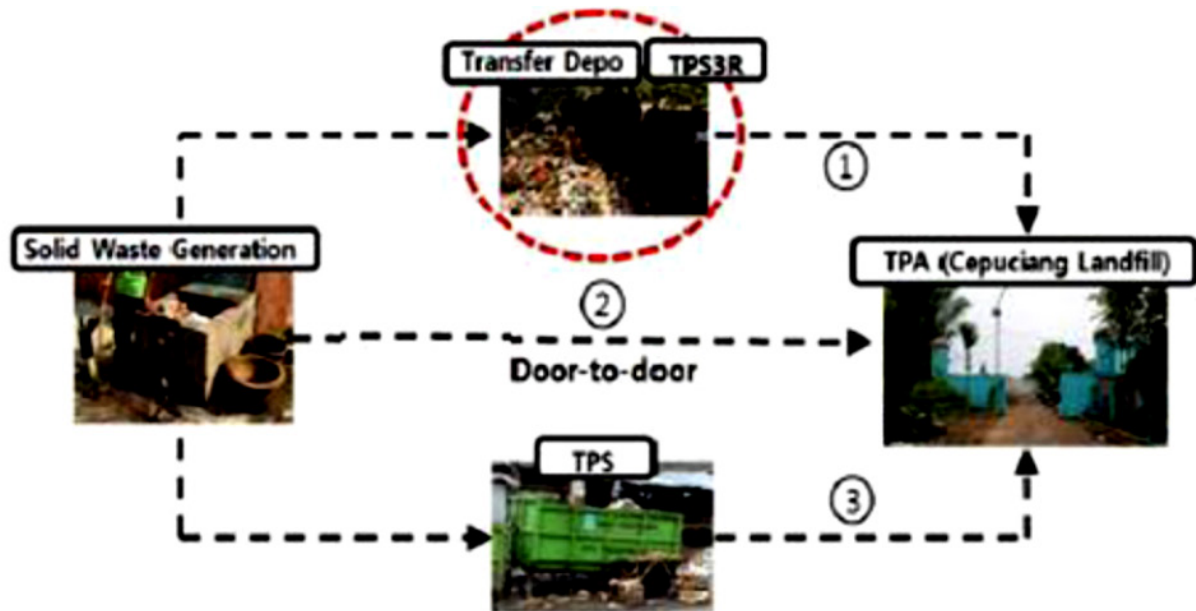 Transfer Depo
TPS3R
1
Solid Waste Generation
TPA (Cepuciang Landfill)
2
Door-to-door
TPS
3